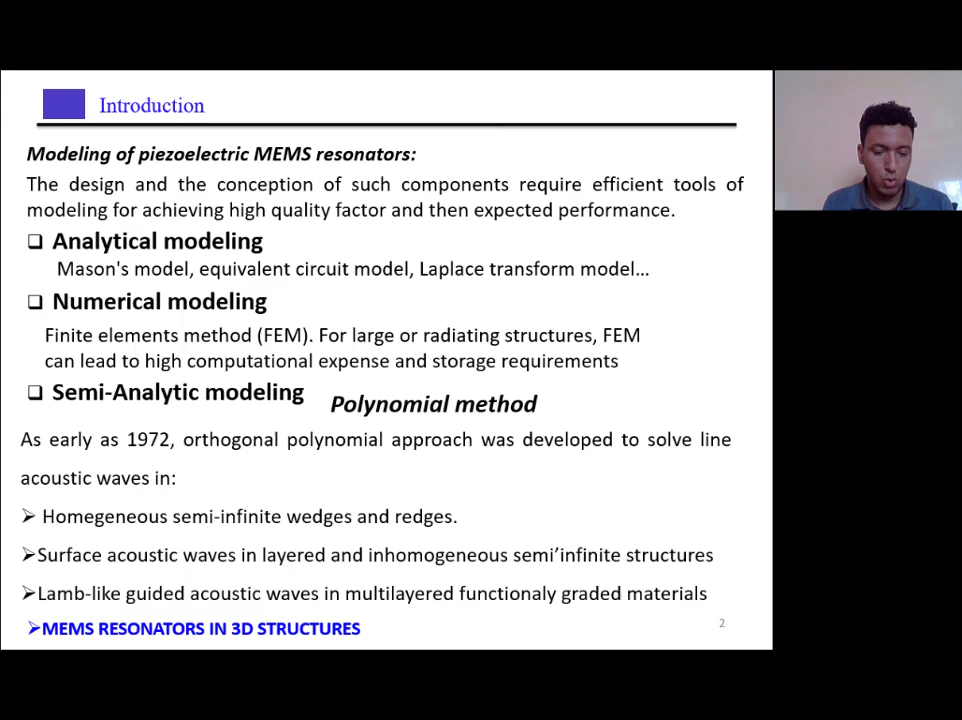 Introduction
Modeling of piezoelectric MEMS resonators:
The design and the conception of such components require efficient tools of
modeling for achieving high quality factor and then expected performance.
❑ Analytical modeling
Mason's model, equivalent circuit model, Laplace transform model…
❑ Numerical modeling
Finite elements method (FEM). For large or radiating structures, FEM
can lead to high computational expense and storage requirements
❑ Semi-Analytic modeling
Polynomial method
As early as 1972, orthogonal polynomial approach was developed to solve line
acoustic waves in:
➢ Homegeneous semi-infinite wedges and redges.
➢Surface acoustic waves in layered and inhomogeneous semi’infinite structures
➢Lamb-like guided acoustic waves in multilayered functionaly graded materials
➢MEMS RESONATORS IN 3D STRUCTURES
2